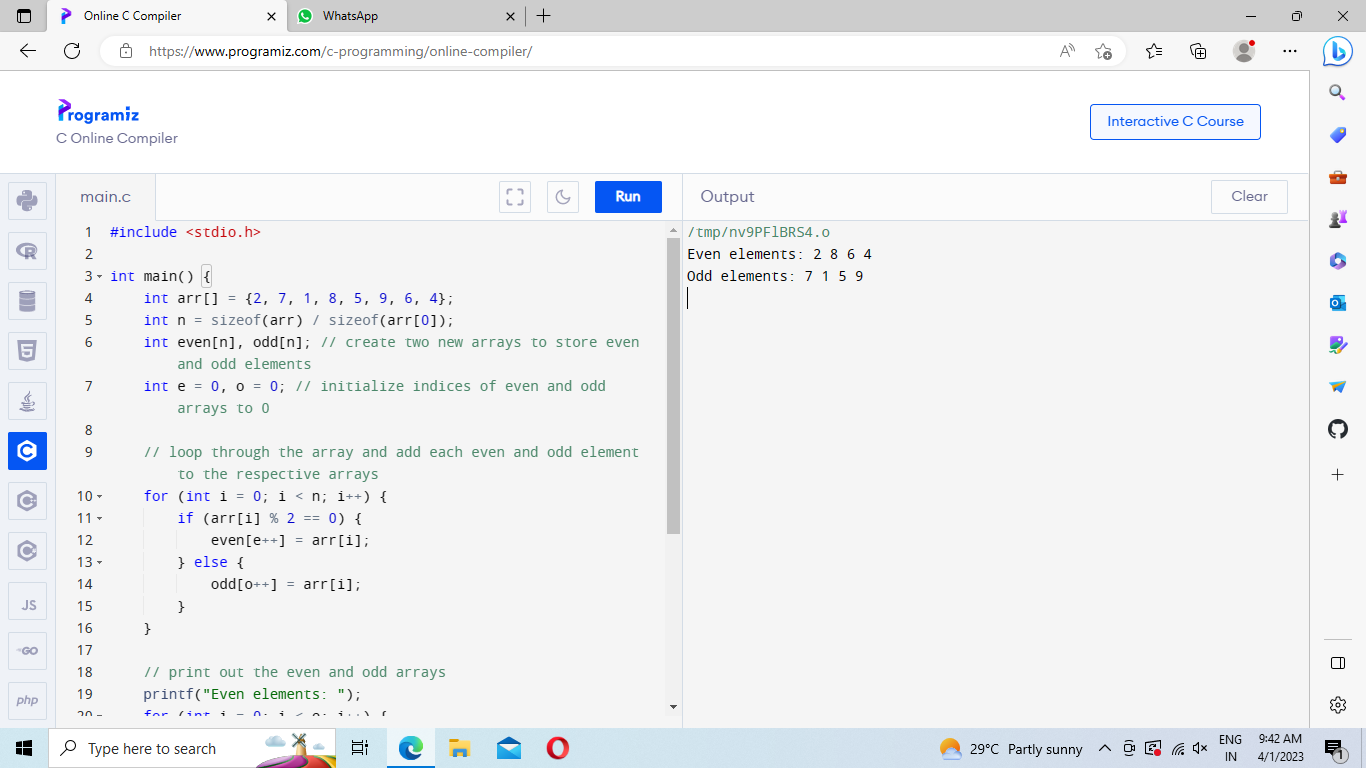 Online C Compiler
WhatsApp
https://www.programiz.com/c-programming/online-compiler/
Programiz
C Online Compiler
Interactive C Course
main.c
Run
Output
Clear
1 #include <stdio.h>
2
3 int main() {
4 int arr[] = {2, 7, 1, 8, 5, 9, 6, 4};
5 int n = sizeof(arr) / sizeof(arr[0]);
6 int even[n], odd[n]; // create two new arrays to store even
and odd elements
7 int e = 0, o = 0; // initialize indices of even and odd
arrays to 0
8
9 // loop through the array and add each even and odd element
to the respective arrays
10 for (int i = 0; i < n; i++) {
11 if (arr[i] % 2 == 0) {
12 even[e++] = arr[i];
13 } else {
14 odd[o++] = arr[i];
15 }
16 }
17
18 // print out the even and odd arrays
19 printf("Even elements: ");
20 for (int i = 0; i < e; i++) {
/tmp/nv9PFlBRS4.o
Even elements: 2 8 6 4
Odd elements: 7 1 5 9
JS
GO
php
Type here to search
29°C Partly sunny
ENG
IN
9:42 AM
4/1/2023
1